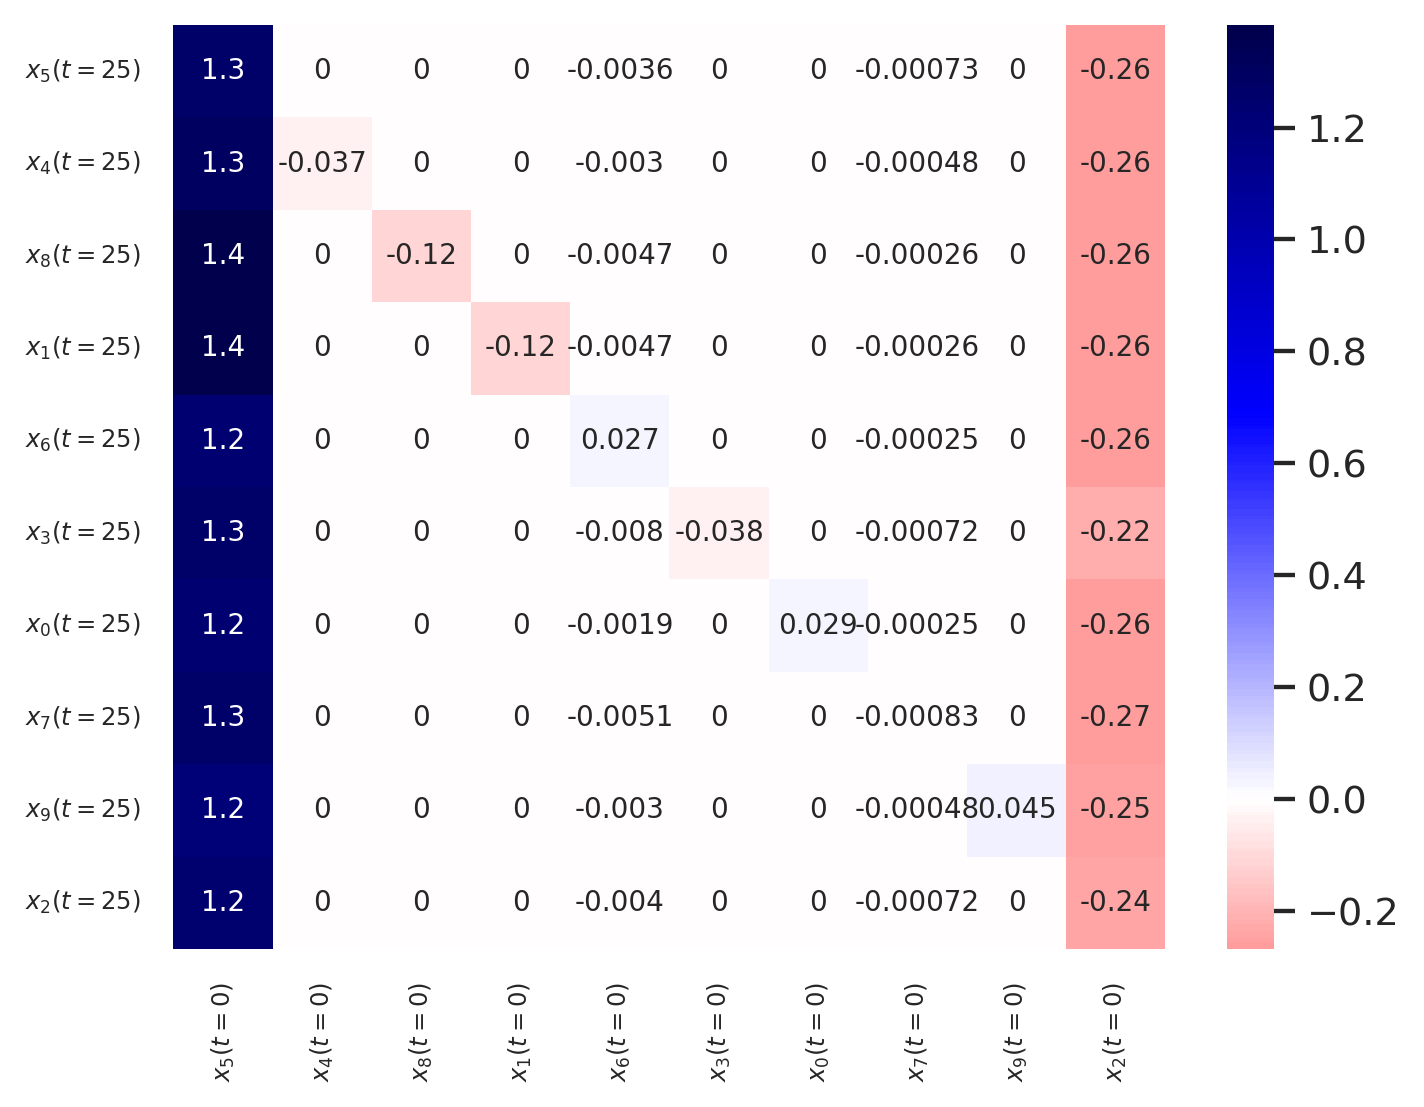 x₅(t = 25) 1.3 0 0 0 -0.0036 0 0 -0.00073 0 -0.26
x₄(t = 25) 1.3 -0.037 0 0 -0.003 0 0 -0.00048 0 -0.26
x₈(t = 25) 1.4 0 -0.12 0 -0.0047 0 0 -0.00026 0 -0.26
x₁(t = 25) 1.4 0 0 -0.12 -0.0047 0 0 -0.00026 0 -0.26
x₆(t = 25) 1.2 0 0 0 0.027 0 0 -0.00025 0 -0.26
x₃(t = 25) 1.3 0 0 0 -0.008 -0.038 0 -0.00072 0 -0.22
x₀(t = 25) 1.2 0 0 0 -0.0019 0 0.029 -0.00025 0 -0.26
x₇(t = 25) 1.3 0 0 0 -0.0051 0 0 -0.00083 0 -0.27
x₉(t = 25) 1.2 0 0 0 -0.003 0 0 -0.00048 0.045 -0.25
x₂(t = 25) 1.2 0 0 0 -0.004 0 0 -0.00072 0 -0.24
x₅(t = 0) x₄(t = 0) x₈(t = 0) x₁(t = 0) x₆(t = 0) x₃(t = 0) x₀(t = 0) x₇(t = 0) x₉(t = 0) x₂(t = 0)
1.2
1.0
0.8
0.6
0.4
0.2
0.0
−0.2